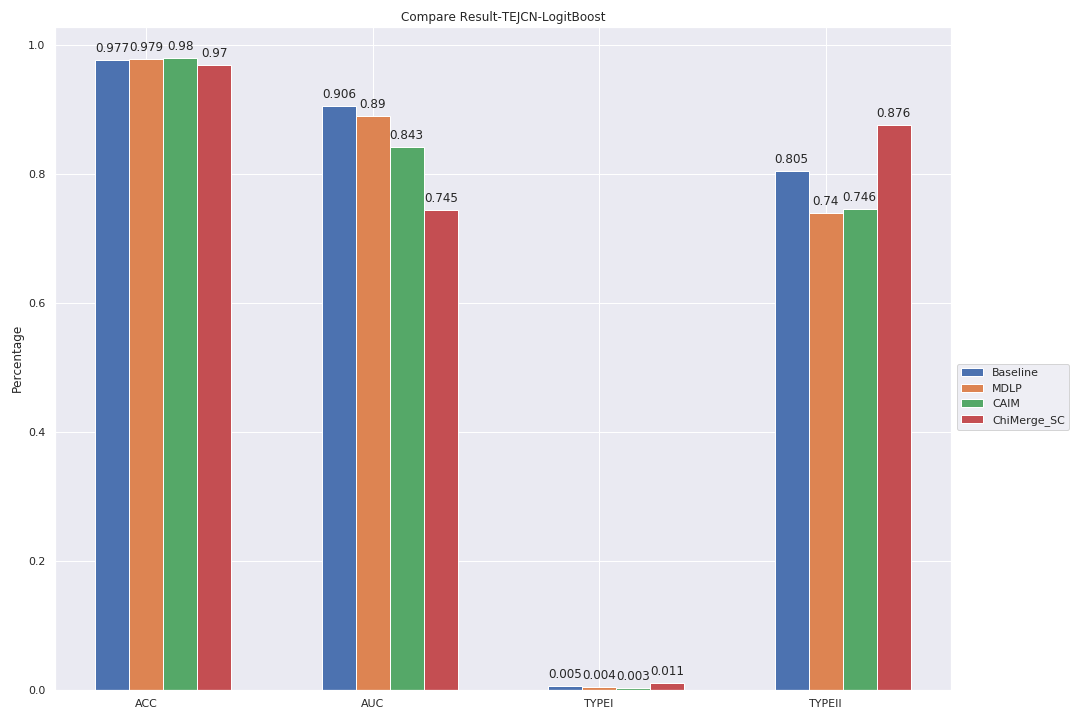 Compare Result-TEJCN-LogitBoost
Percentage
1.0
0.8
0.6
0.4
0.2
0.0
0.977 0.979 0.98 0.97
0.906 0.89 0.843 0.745
0.005 0.004 0.003 0.011
0.805 0.74 0.746 0.876
ACC AUC TYPEI TYPEII
Baseline
MDLP
CAIM
ChiMerge_SC